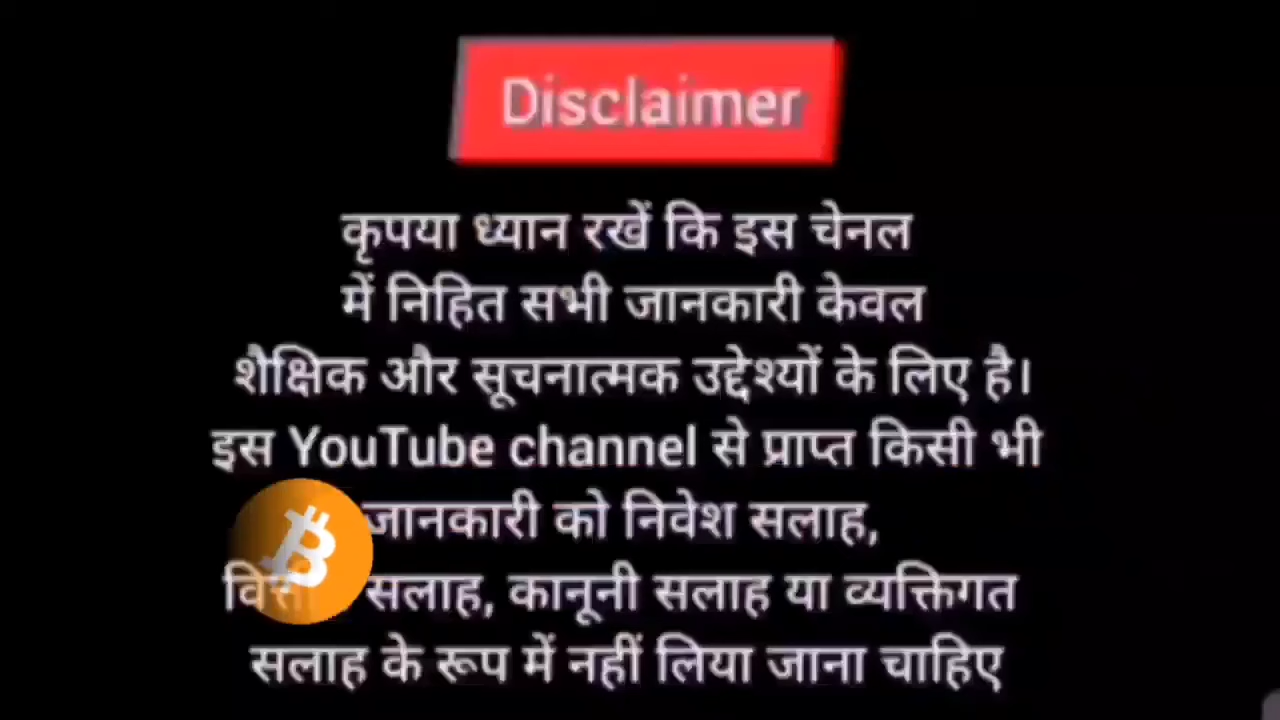 Disclaimer
कृपया ध्यान रखें कि इस चेनल
में निहित सभी जानकारी केवल
शैक्षिक और सूचनात्मक उद्देश्यों के लिए है।
इस YouTube channel से प्राप्त किसी भी
जानकारी को निवेश सलाह,
सलाह, कानूनी सलाह या व्यक्तिगत
सलाह के रूप में नहीं लिया जाना चाहिए